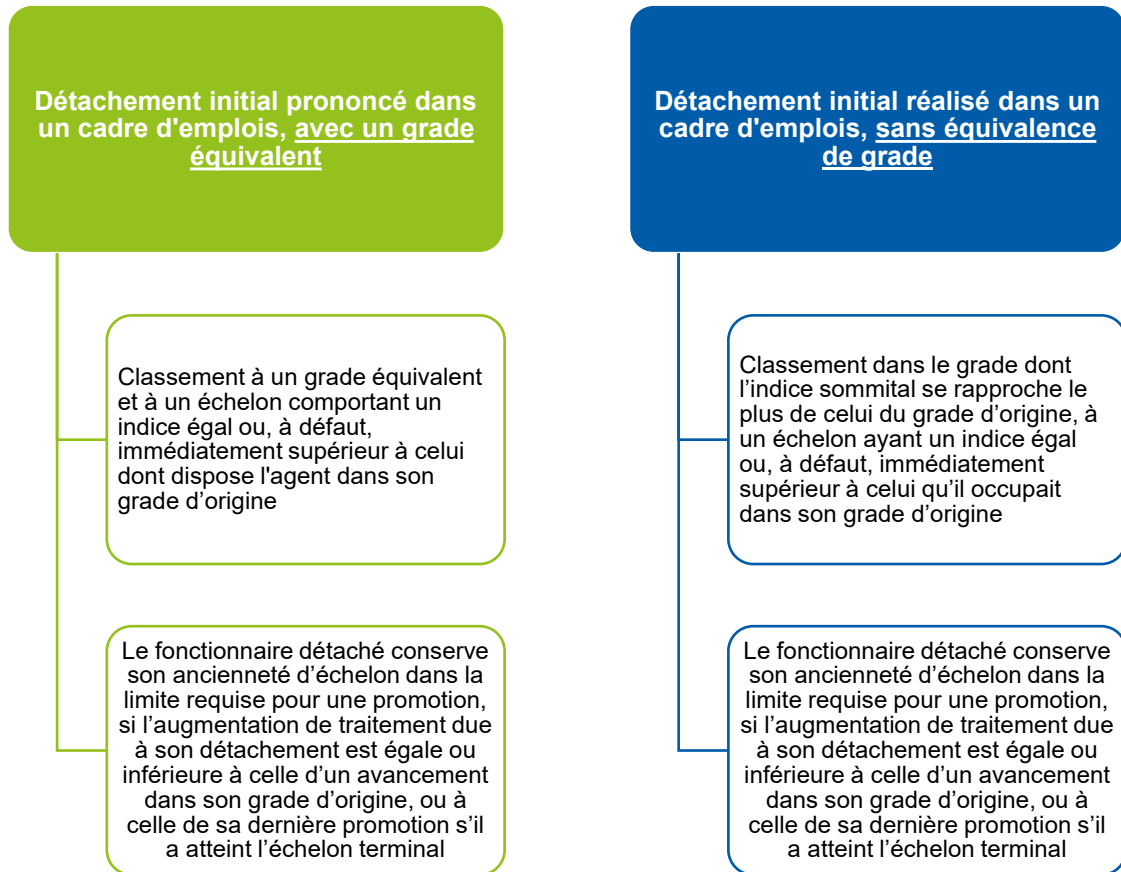 Détachement initial prononcé dans
un cadre d'emplois, avec un grade
équivalent
Classement à un grade équivalent
et à un échelon comportant un
indice égal ou, à défaut,
immédiatement supérieur à celui
dont dispose l'agent dans son
grade d’origine
Le fonctionnaire détaché conserve
son ancienneté d’échelon dans la
limite requise pour une promotion,
si l’augmentation de traitement due
à son détachement est égale ou
inférieure à celle d’un avancement
dans son grade d’origine, ou à
celle de sa dernière promotion s’il
a atteint l’échelon terminal
Détachement initial réalisé dans un
cadre d'emplois, sans équivalence
de grade
Classement dans le grade dont
l’indice sommital se rapproche le
plus de celui du grade d’origine, à
un échelon ayant un indice égal
ou, à défaut, immédiatement
supérieur à celui qu’il occupait
dans son grade d’origine
Le fonctionnaire détaché conserve
son ancienneté d’échelon dans la
limite requise pour une promotion,
si l’augmentation de traitement due
à son détachement est égale ou
inférieure à celle d’un avancement
dans son grade d’origine, ou à
celle de sa dernière promotion s’il
a atteint l’échelon terminal